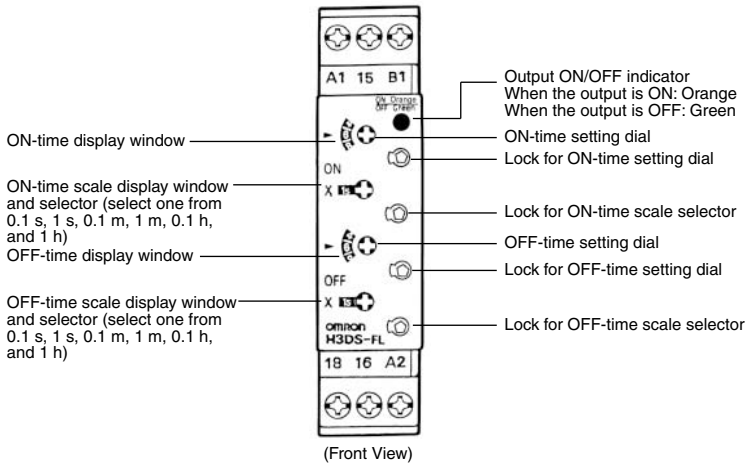 A1 15 B1
ON Orange
OFF Green
Output ON/OFF indicator
When the output is ON: Orange
When the output is OFF: Green
ON-time display window
ON-time setting dial
Lock for ON-time setting dial
ON
ON-time scale display window
and selector (select one from
0.1 s, 1 s, 0.1 m, 1 m, 0.1 h,
and 1 h)
X 1s
Lock for ON-time scale selector
OFF-time display window
OFF-time setting dial
Lock for OFF-time setting dial
OFF
OFF-time scale display window
and selector (select one from
0.1 s, 1 s, 0.1 m, 1 m, 0.1 h,
and 1 h)
X 1s
Lock for OFF-time scale selector
OMRON
H3DS-FL
18 16 A2
(Front View)